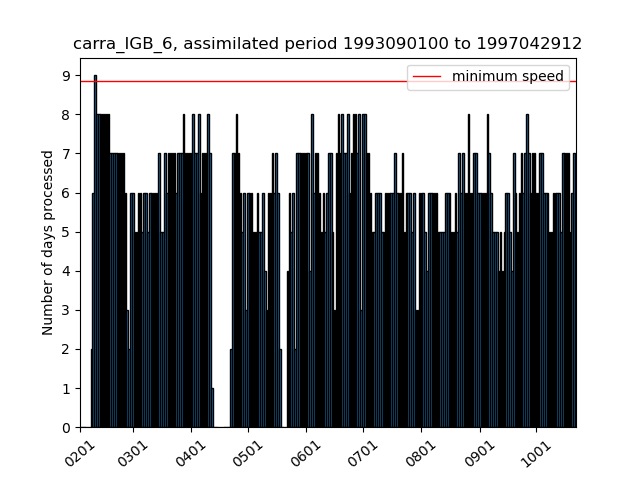 carra_IGB_6, assimilated period 1993090100 to 1997042912
minimum speed
Number of days processed
9
8
7
6
5
4
3
2
1
0
0201 0301 0401 0501 0601 0701 0801 0901 1001